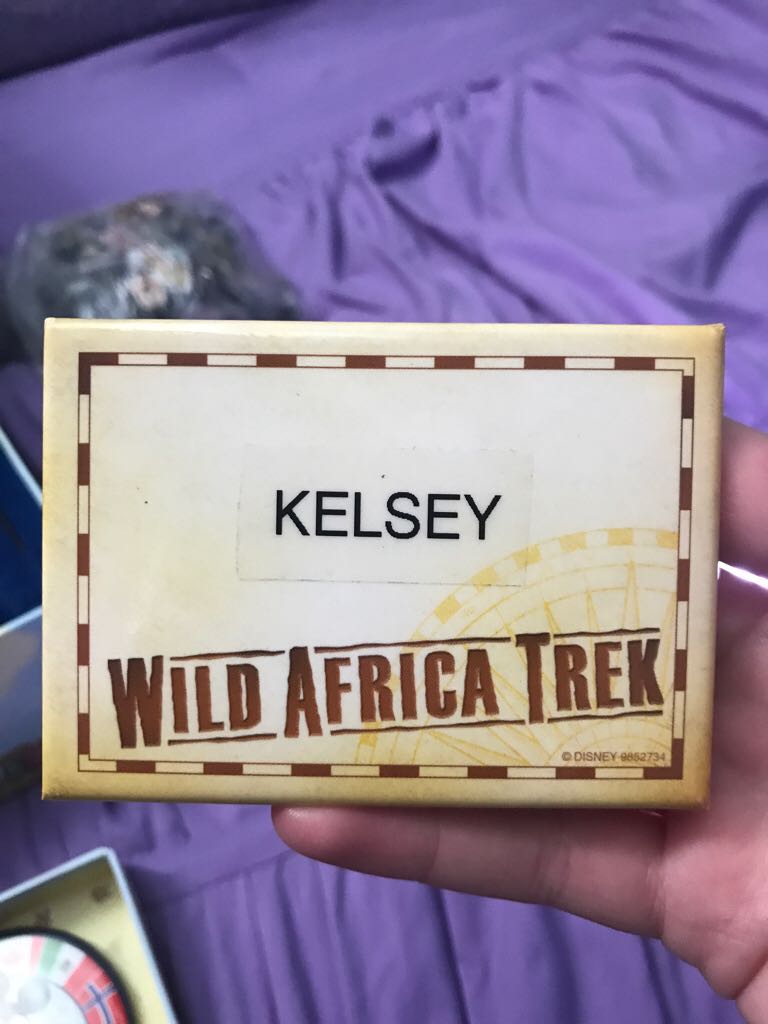 KELSEY
WILD AFRICA TREK
© DISNEY 9852734